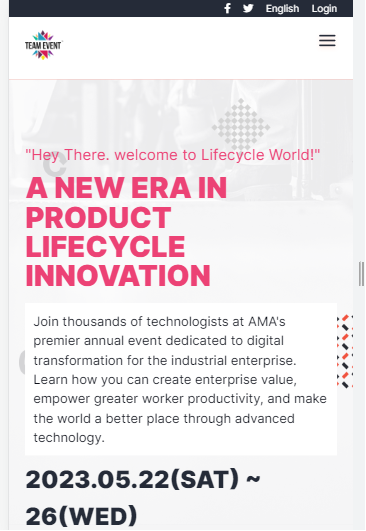 English Login
TEAM EVENT
"Hey There. welcome to Lifecycle World!"
A NEW ERA IN
PRODUCT
LIFECYCLE
INNOVATION
Join thousands of technologists at AMA's
premier annual event dedicated to digital
transformation for the industrial enterprise.
Learn how you can create enterprise value,
empower greater worker productivity, and make
the world a better place through advanced
technology.
2023.05.22(SAT) ~
26(WED)